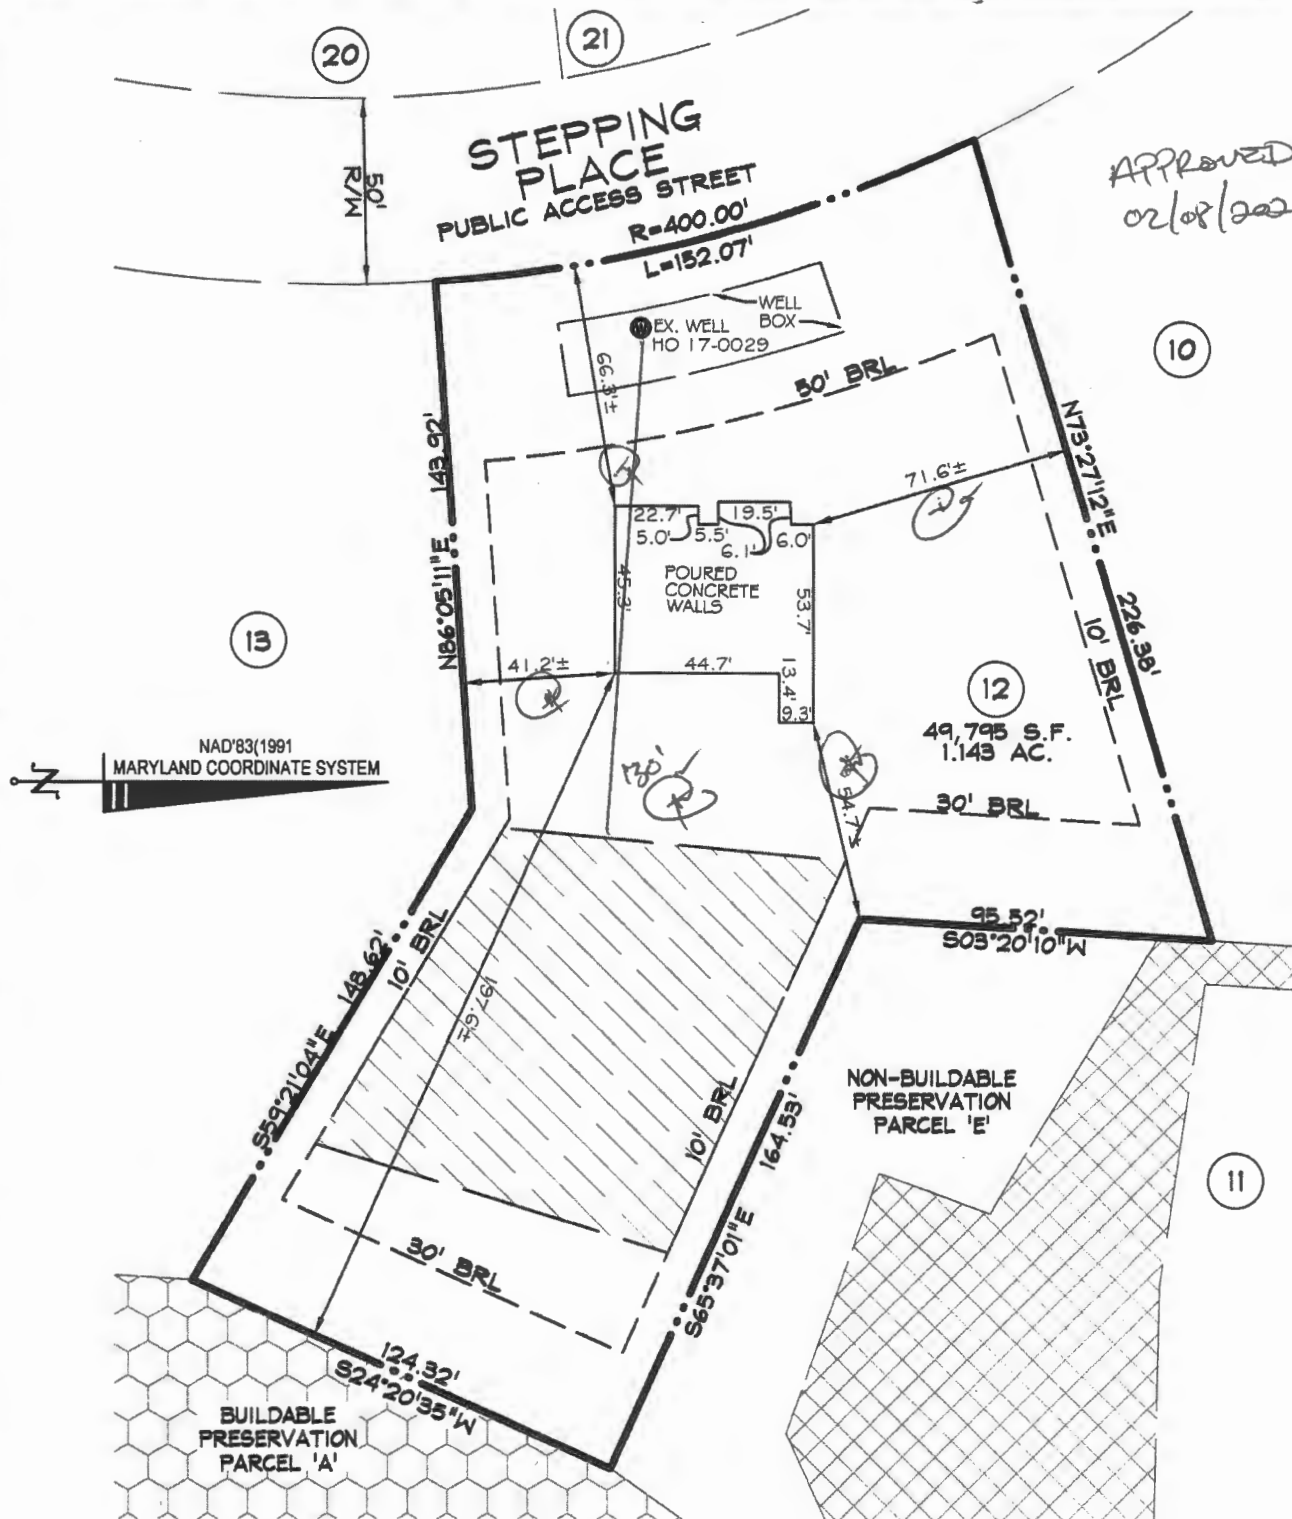 20
21
STEPPING
PLACE
PUBLIC ACCESS STREET
50'
R/W
R=400.00'
L=152.07'
APPROVED
02/08/202
WELL
BOX
EX. WELL
HO 17-0029
66.3'±
50' BRL
10
143.92'
N86°05'11"E
N73°27'12"E
226.38'
71.6'±
22.7'
19.5'
5.0'
5.5'
6.1'
6.0'
POURED
CONCRETE
WALLS
45.3'
53.7'
13
41.2'±
44.7'
13.4'
9.3'
10' BRL
12
49,795 S.F.
1.143 AC.
NAD'83(1991
MARYLAND COORDINATE SYSTEM
N
130'
54.7'±
30' BRL
95.52'
S03°20'10"W
148.62'
S59°21'04"E
10' BRL
197.6'±
10' BRL
164.53'
S65°37'01"E
NON-BUILDABLE
PRESERVATION
PARCEL 'E'
11
30' BRL
124.32'
S24°20'35"W
BUILDABLE
PRESERVATION
PARCEL 'A'